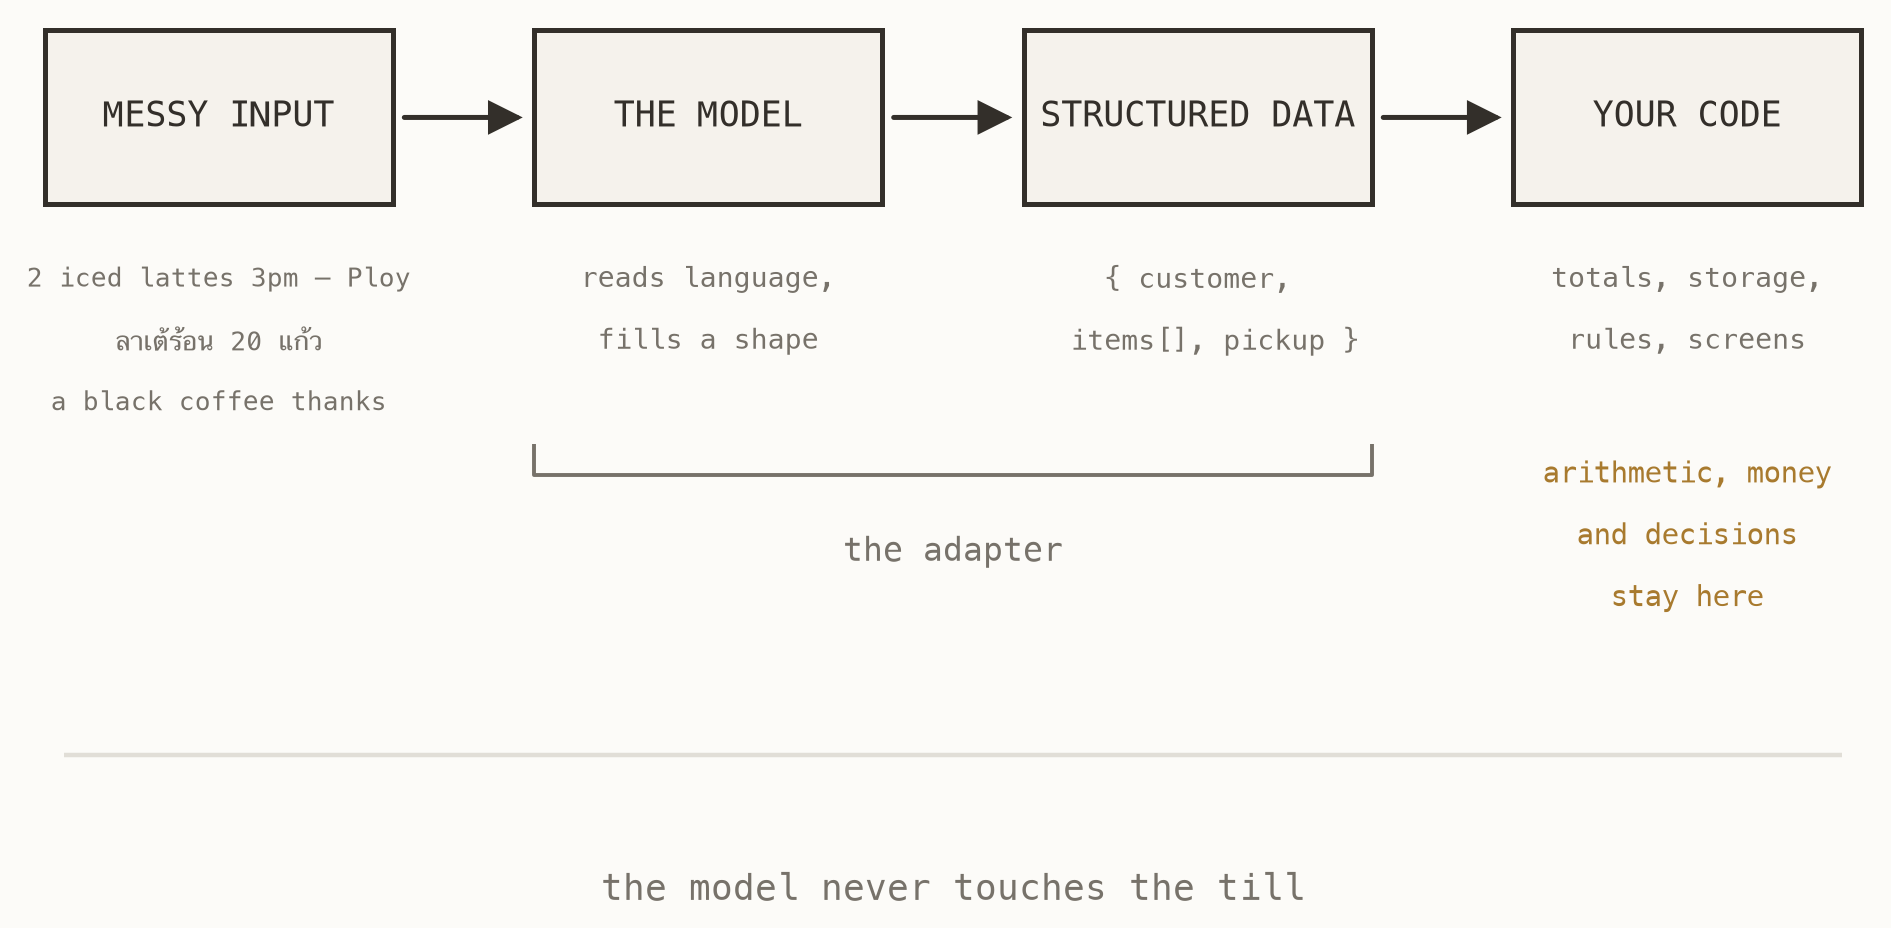 MESSY INPUT
THE MODEL
STRUCTURED DATA
YOUR CODE
2 iced lattes 3pm — Ploy
ลาเต้ร้อน 20 แก้ว
a black coffee thanks
reads language,
fills a shape
{ customer,
items[], pickup }
totals, storage,
rules, screens
the adapter
arithmetic, money
and decisions
stay here
the model never touches the till